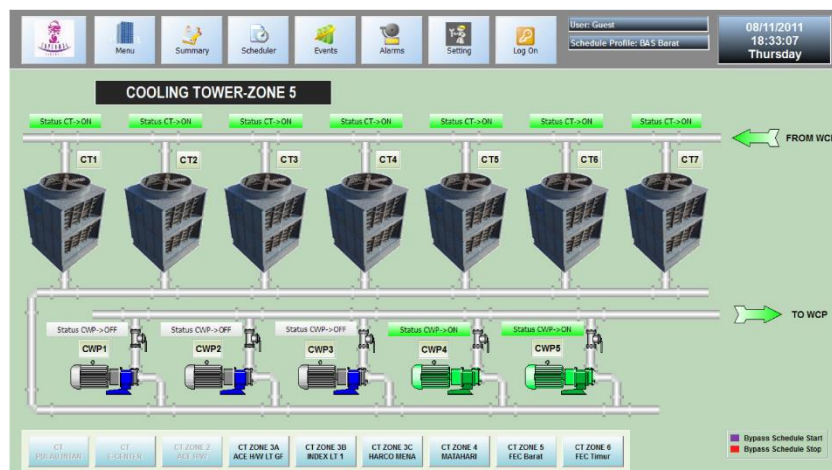 Menu
Summary
Scheduler
Events
Alarms
Setting
Log On
User: Guest
Schedule Profile: BAS Barat
08/11/2011
18:33:07
Thursday
COOLING TOWER-ZONE 5
Status CT->ON
Status CT->ON
Status CT->ON
Status CT->ON
Status CT->ON
Status CT->ON
Status CT->ON
FROM WCP
CT1
CT2
CT3
CT4
CT5
CT6
CT7
TO WCP
Status CWP->OFF
Status CWP->OFF
Status CWP->OFF
Status CWP->ON
Status CWP->ON
CWP1
CWP2
CWP3
CWP4
CWP5
CT
PULAU INTAN
CT
E-CENTER
CT ZONE 2
ACE H/W
CT ZONE 3A
ACE H/W LT GF
CT ZONE 3B
INDEX LT 1
CT ZONE 3C
HARCO MENA
CT ZONE 4
MATAHARI
CT ZONE 5
FEC Barat
CT ZONE 6
FEC Timur
Bypass Schedule Start
Bypass Schedule Stop